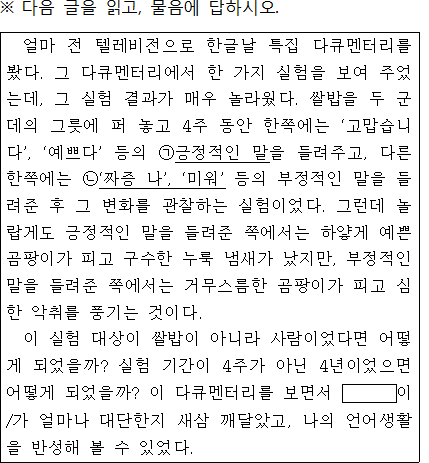 ※ 다음 글을 읽고, 물음에 답하시오.
얼마 전 텔레비전으로 한글날 특집 다큐멘터리를
봤다. 그 다큐멘터리에서 한 가지 실험을 보여 주었
는데, 그 실험 결과가 매우 놀라웠다. 쌀밥을 두 군
데의 그릇에 퍼 놓고 4주 동안 한쪽에는 ‘고맙습니
다’, ‘예쁘다’ 등의 ㉠긍정적인 말을 들려주고, 다른
한쪽에는 ㉡‘짜증 나’, ‘미워’ 등의 부정적인 말을 들
려준 후 그 변화를 관찰하는 실험이었다. 그런데 놀
랍게도 긍정적인 말을 들려준 쪽에서는 하얗게 예쁜
곰팡이가 피고 구수한 누룩 냄새가 났지만, 부정적인
말을 들려준 쪽에서는 거무스름한 곰팡이가 피고 심
한 악취를 풍기는 것이다.
이 실험 대상이 쌀밥이 아니라 사람이었다면 어떻
게 되었을까? 실험 기간이 4주가 아닌 4년이었으면
어떻게 되었을까? 이 다큐멘터리를 보면서 이
/가 얼마나 대단한지 새삼 깨달았고, 나의 언어생활
을 반성해 볼 수 있었다.